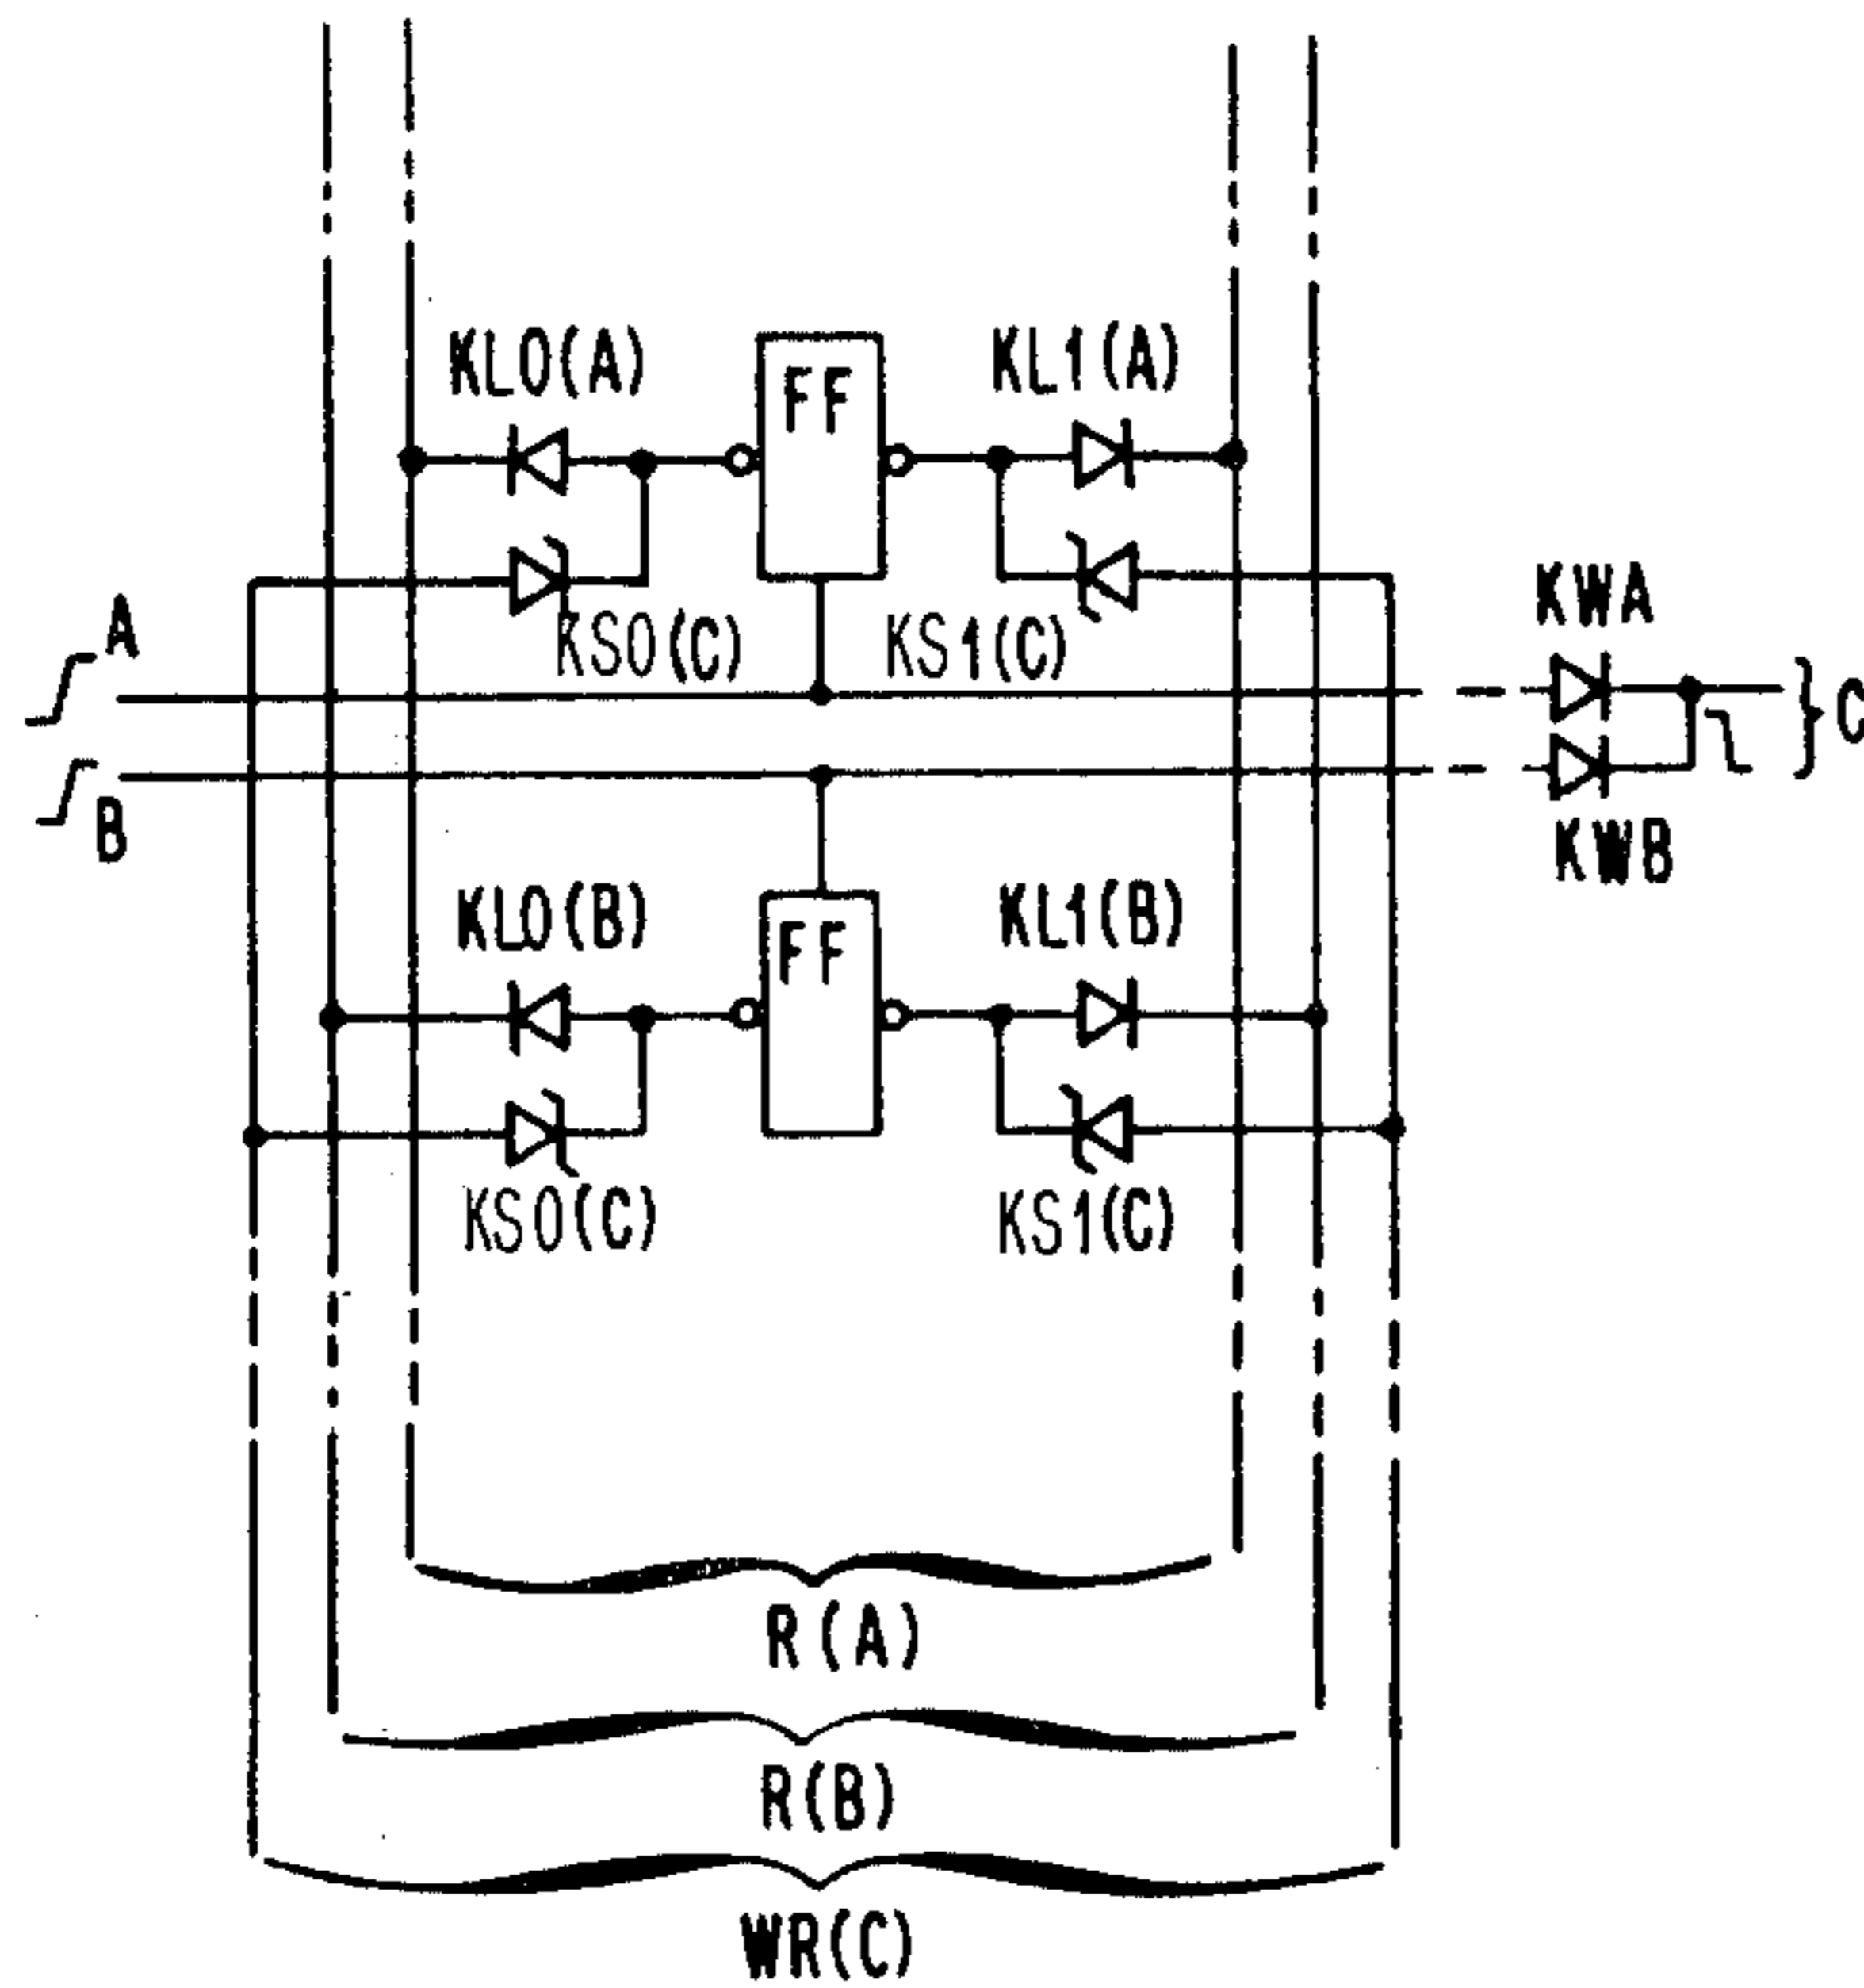 KL0(A)
FF
KL1(A)
KS0(C)
KS1(C)
A
KWA
C
B
KWB
KL0(B)
FF
KL1(B)
KS0(C)
KS1(C)
R(A)
R(B)
WR(C)